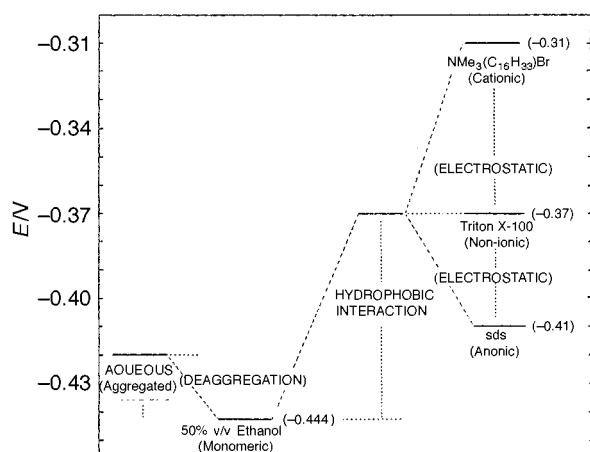 −0.31
(−0.31)
NMe3(C16H33)Br
(Cationic)
−0.34
(ELECTROSTATIC)
E/V
−0.37
(−0.37)
Triton X-100
(Non-ionic)
(ELECTROSTATIC)
−0.40
HYDROPHOBIC
INTERACTION
(−0.41)
sds
(Anonic)
AOUEOUS
(Aggregated)
(DEAGGREGATION)
−0.43
(−0.444)
50% v/v Ethanol
(Monomeric)